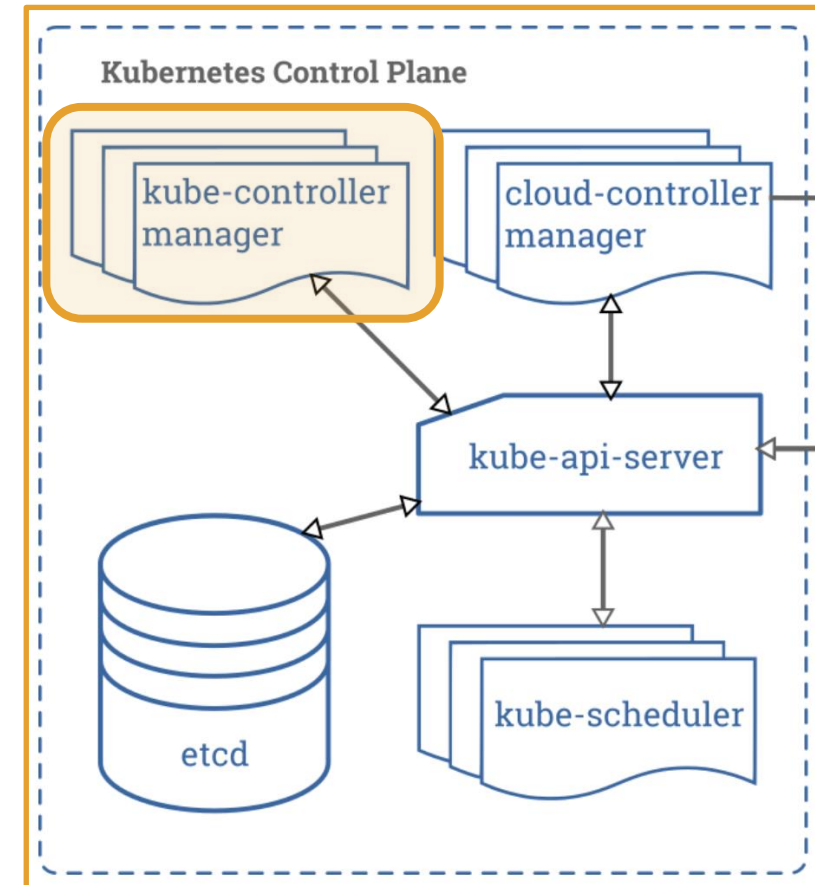 Kubernetes Control Plane
kube-controller
manager
cloud-controller
manager
kube-api-server
etcd
kube-scheduler